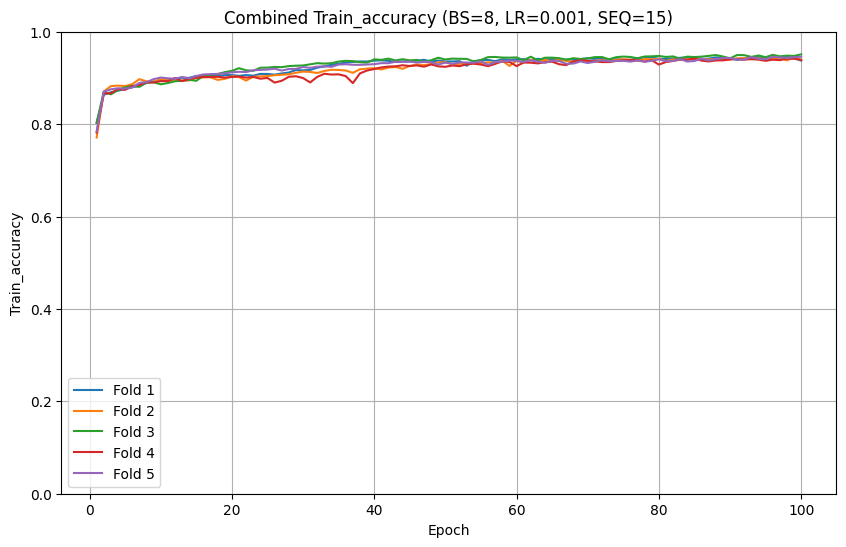 Combined Train_accuracy (BS=8, LR=0.001, SEQ=15)
Train_accuracy
1.0
0.8
0.6
0.4
0.2
0.0
Fold 1
Fold 2
Fold 3
Fold 4
Fold 5
0 20 40 60 80 100
Epoch